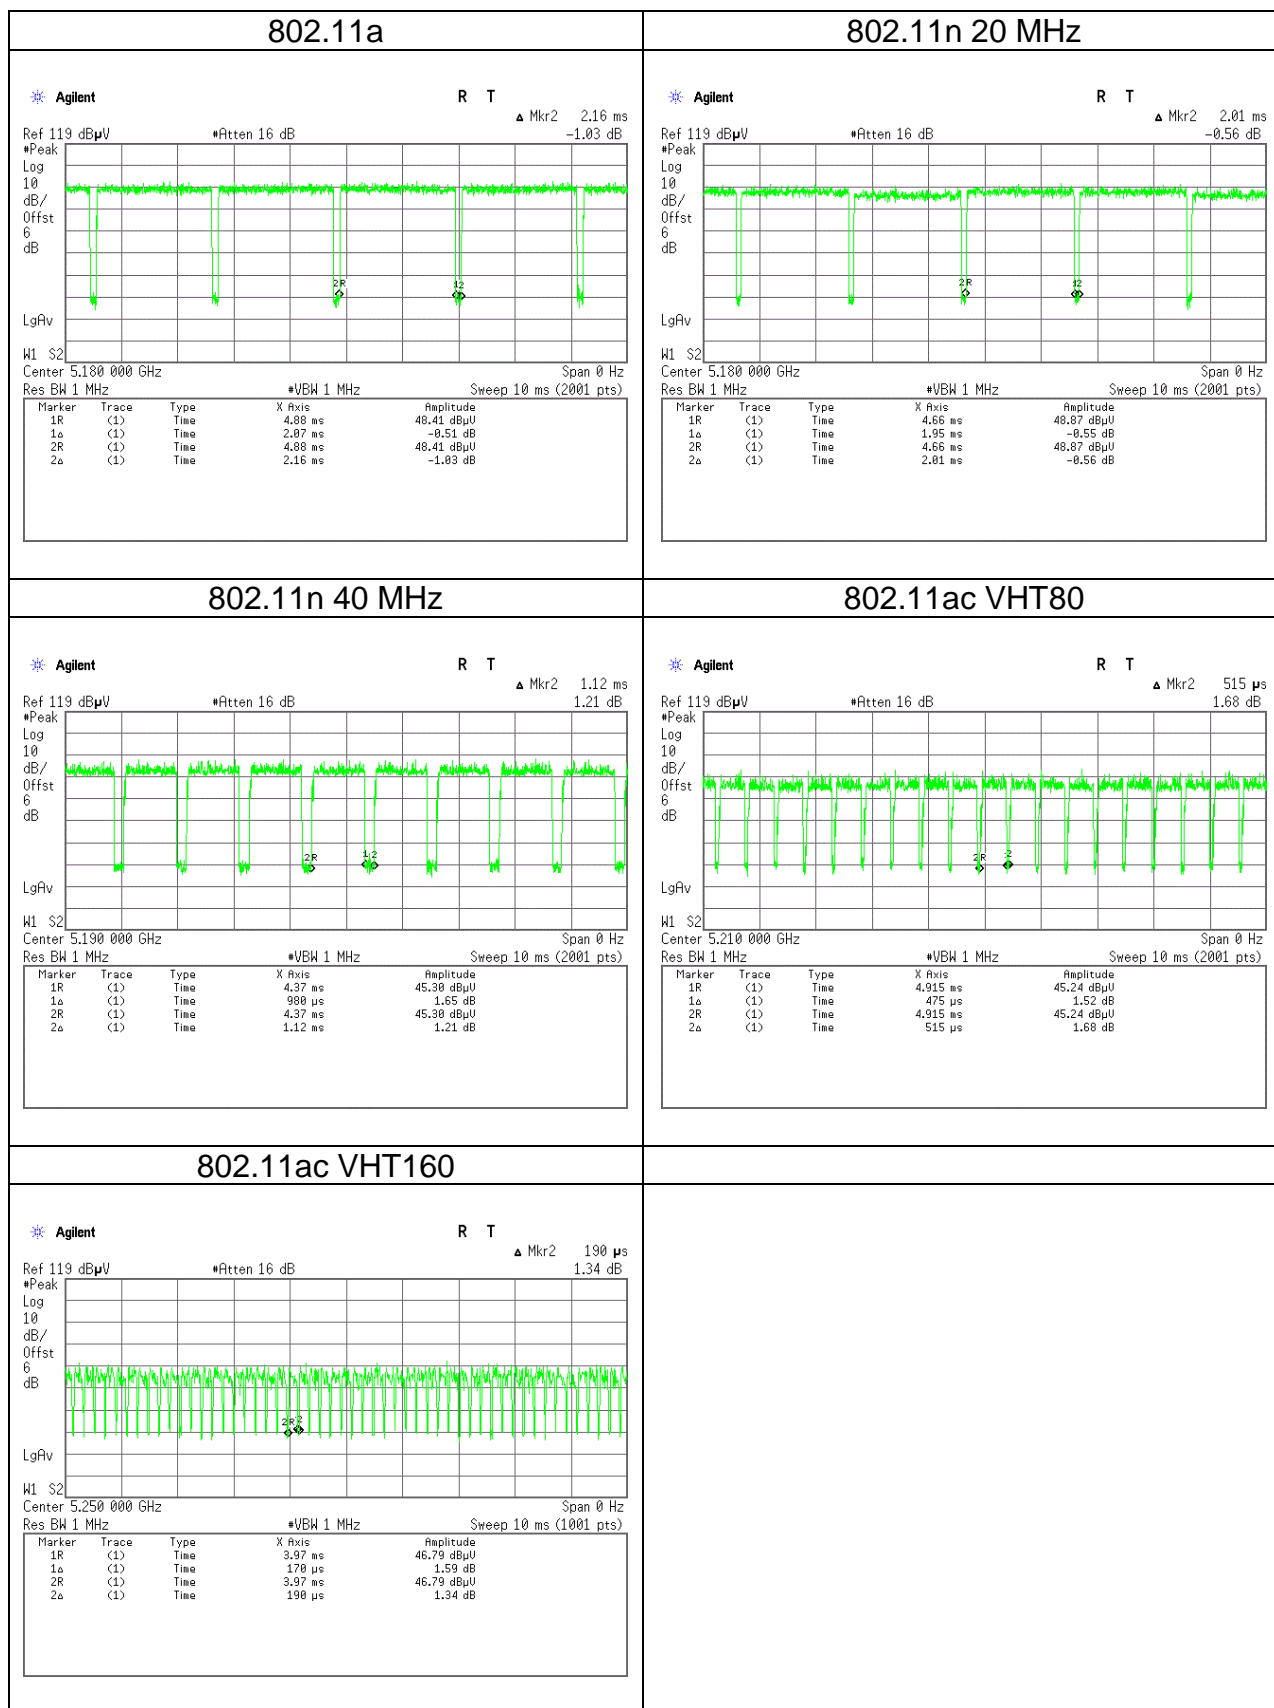 802.11a
Agilent R T
Δ Mkr2 2.16 ms
Ref 119 dBµV #Atten 16 dB -1.03 dB
#Peak
Log
10
dB/
Offst
6
dB
2R 1 2
LgAv
W1 S2
Center 5.180 000 GHz Span 0 Hz
Res BW 1 MHz #VBW 1 MHz Sweep 10 ms (2001 pts)
Marker Trace Type X Axis Amplitude
1R (1) Time 4.88 ms 48.41 dBµV
1Δ (1) Time 2.07 ms -0.51 dB
2R (1) Time 4.88 ms 48.41 dBµV
2Δ (1) Time 2.16 ms -1.03 dB
802.11n 20 MHz
Agilent R T
Δ Mkr2 2.01 ms
Ref 119 dBµV #Atten 16 dB -0.56 dB
#Peak
Log
10
dB/
Offst
6
dB
2R 12
LgAv
W1 S2
Center 5.180 000 GHz Span 0 Hz
Res BW 1 MHz #VBW 1 MHz Sweep 10 ms (2001 pts)
Marker Trace Type X Axis Amplitude
1R (1) Time 4.66 ms 48.87 dBµV
1Δ (1) Time 1.95 ms -0.55 dB
2R (1) Time 4.66 ms 48.87 dBµV
2Δ (1) Time 2.01 ms -0.56 dB
802.11n 40 MHz
Agilent R T
Δ Mkr2 1.12 ms
Ref 119 dBµV #Atten 16 dB 1.21 dB
#Peak
Log
10
dB/
Offst
6
dB
2R 1 2
LgAv
W1 S2
Center 5.190 000 GHz Span 0 Hz
Res BW 1 MHz #VBW 1 MHz Sweep 10 ms (2001 pts)
Marker Trace Type X Axis Amplitude
1R (1) Time 4.37 ms 45.30 dBµV
1Δ (1) Time 980 µs 1.65 dB
2R (1) Time 4.37 ms 45.30 dBµV
2Δ (1) Time 1.12 ms 1.21 dB
802.11ac VHT80
Agilent R T
Δ Mkr2 515 µs
Ref 119 dBµV #Atten 16 dB 1.68 dB
#Peak
Log
10
dB/
Offst
6
dB
2R 2
LgAv
W1 S2
Center 5.210 000 GHz Span 0 Hz
Res BW 1 MHz #VBW 1 MHz Sweep 10 ms (2001 pts)
Marker Trace Type X Axis Amplitude
1R (1) Time 4.915 ms 45.24 dBµV
1Δ (1) Time 475 µs 1.52 dB
2R (1) Time 4.915 ms 45.24 dBµV
2Δ (1) Time 515 µs 1.68 dB
802.11ac VHT160
Agilent R T
Δ Mkr2 190 µs
Ref 119 dBµV #Atten 16 dB 1.34 dB
#Peak
Log
10
dB/
Offst
6
dB
2R 2
LgAv
W1 S2
Center 5.250 000 GHz Span 0 Hz
Res BW 1 MHz #VBW 1 MHz Sweep 10 ms (1001 pts)
Marker Trace Type X Axis Amplitude
1R (1) Time 3.97 ms 46.79 dBµV
1Δ (1) Time 170 µs 1.59 dB
2R (1) Time 3.97 ms 46.79 dBµV
2Δ (1) Time 190 µs 1.34 dB